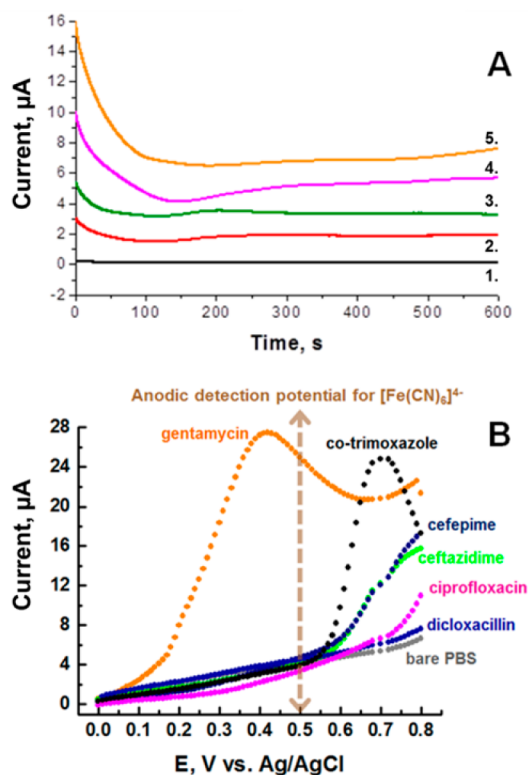 A
Current, µA
16
14
12
10
8
6
4
2
0
-2
5.
4.
3.
2.
1.
0 100 200 300 400 500 600
Time, s
Anodic detection potential for [Fe(CN)₆]⁴⁻
B
Current, µA
28
24
20
16
12
8
4
0
gentamycin
co-trimoxazole
cefepime
ceftazidime
ciprofloxacin
dicloxacillin
bare PBS
0.0 0.1 0.2 0.3 0.4 0.5 0.6 0.7 0.8
E, V vs. Ag/AgCl